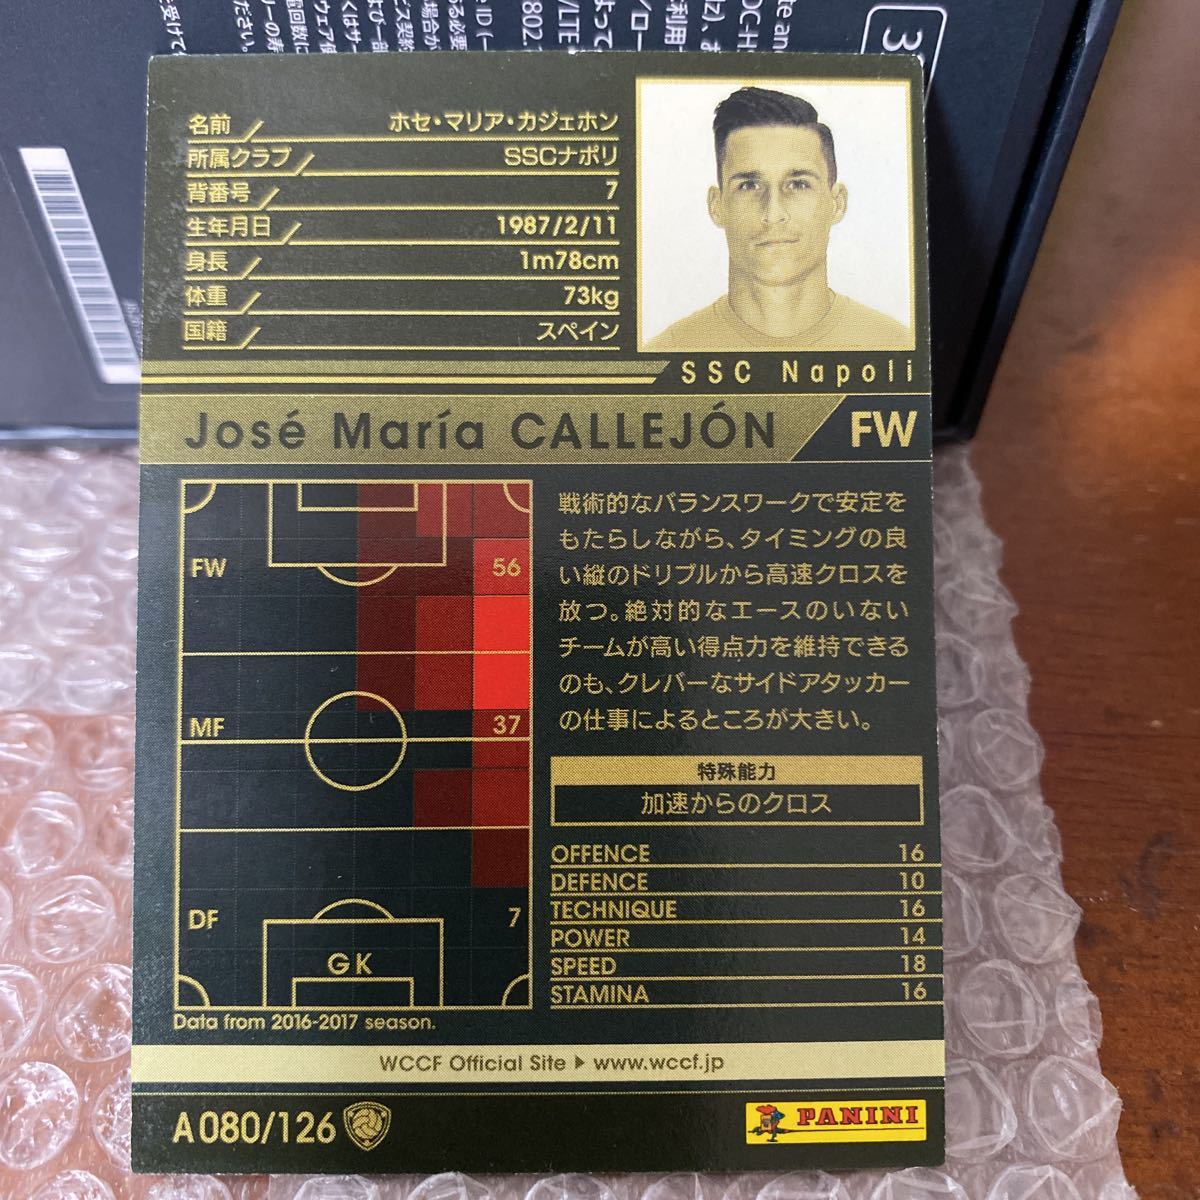 名前 ホセ・マリア・カジェホン
所属クラブ SSCナポリ
背番号 7
生年月日 1987/2/11
身長 1m78cm
体重 73kg
国籍 スペイン
SSC Napoli
José María CALLEJÓN
FW
FW 56
MF 37
DF 7
GK
Data from 2016-2017 season.
戦術的なバランスワークで安定を
もたらしながら、タイミングの良
い縦のドリブルから高速クロスを
放つ。絶対的なエースのいない
チームが高い得点力を維持できる
のも、クレバーなサイドアタッカー
の仕事によるところが大きい。
特殊能力
加速からのクロス
OFFENCE 16
DEFENCE 10
TECHNIQUE 16
POWER 14
SPEED 18
STAMINA 16
WCCF Official Site ▶ www.wccf.jp
A080/126
PANINI